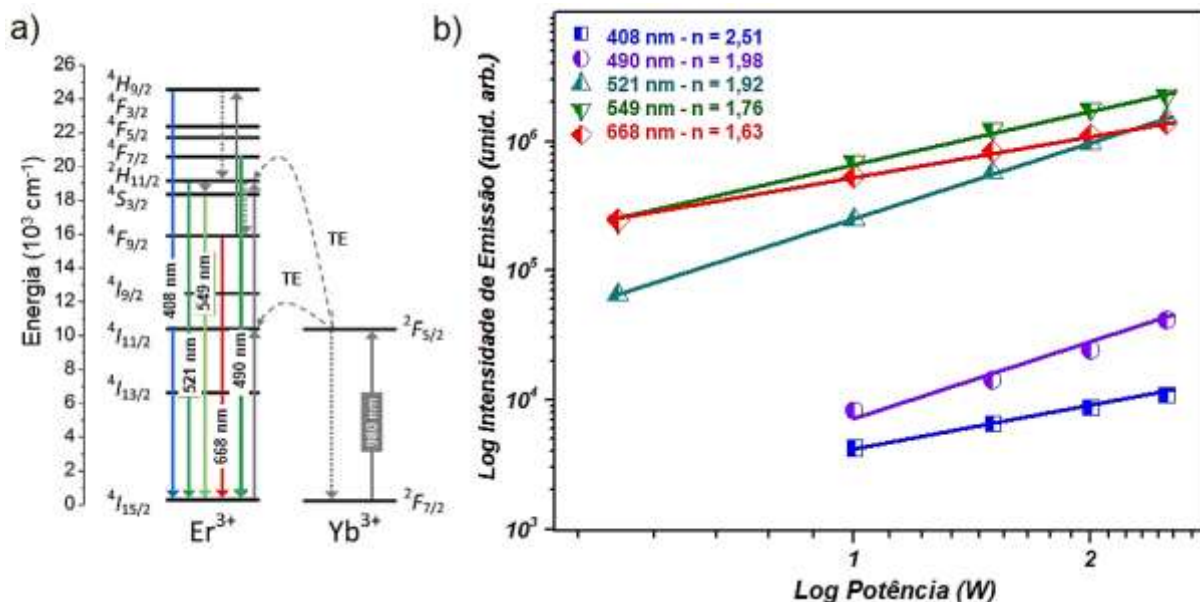 a)
26
24
22
20
18
16
14
12
10
8
6
4
2
0
Energia (10³ cm⁻¹)
⁴H₉/₂
⁴F₃/₂
⁴F₅/₂
⁴F₇/₂
²H₁₁/₂
⁴S₃/₂
⁴F₉/₂
⁴I₉/₂
⁴I₁₁/₂
⁴I₁₃/₂
⁴I₁₅/₂
408 nm
521 nm
549 nm
668 nm
490 nm
TE
TE
980 nm
²F₅/₂
²F₇/₂
Er³⁺
Yb³⁺
b)
408 nm - n = 2,51
490 nm - n = 1,98
521 nm - n = 1,92
549 nm - n = 1,76
668 nm - n = 1,63
Log Intensidade de Emissão (unid. arb.)
10⁶
10⁵
10⁴
10³
1
2
Log Potência (W)